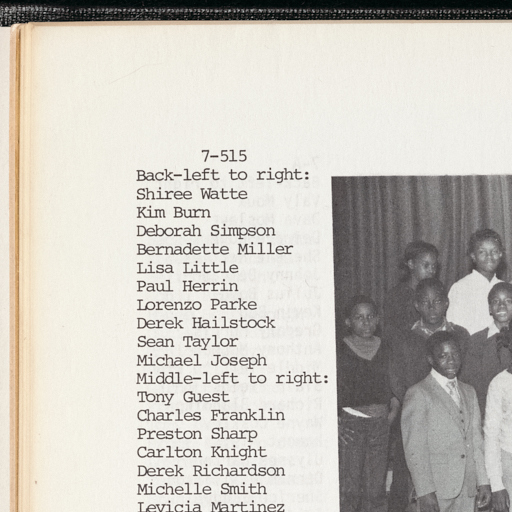 7-515
Back-left to right:
Shiree Watte
Kim Burn
Deborah Simpson
Bernadette Miller
Lisa Little
Paul Herrin
Lorenzo Parke
Derek Hailstock
Sean Taylor
Michael Joseph
Middle-left to right:
Tony Guest
Charles Franklin
Preston Sharp
Carlton Knight
Derek Richardson
Michelle Smith
Levicia Martinez